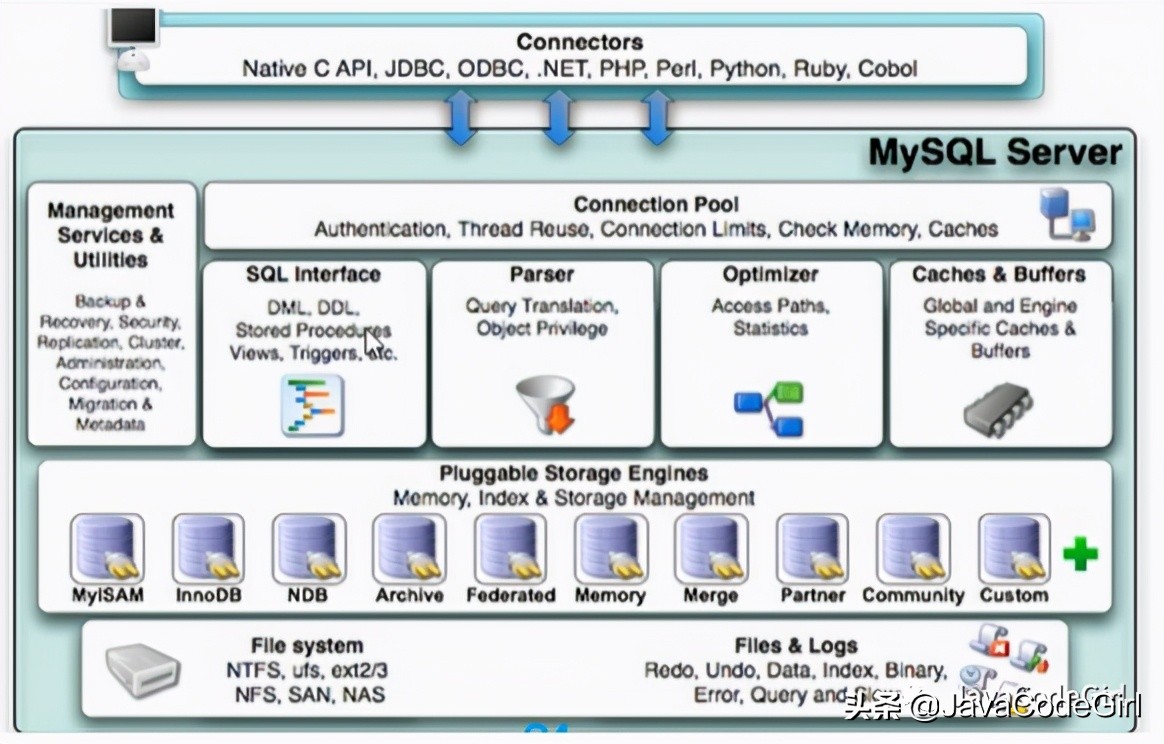 Connectors
Native C API, JDBC, ODBC, .NET, PHP, Perl, Python, Ruby, Cobol
MySQL Server
Management
Services &
Utilities
Backup &
Recovery, Security,
Replication, Cluster,
Administration,
Configuration,
Migration &
Metadata
Connection Pool
Authentication, Thread Reuse, Connection Limits, Check Memory, Caches
SQL Interface
DML, DDL,
Stored Procedures
Views, Triggers, etc.
Parser
Query Translation,
Object Privilege
Optimizer
Access Paths,
Statistics
Caches & Buffers
Global and Engine
Specific Caches &
Buffers
Pluggable Storage Engines
Memory, Index & Storage Management
MyISAM
InnoDB
NDB
Archive
Federated
Memory
Merge
Partner
Community
Custom
File system
NTFS, ufs, ext2/3
NFS, SAN, NAS
Files & Logs
Redo, Undo, Data, Index, Binary,
Error, Query and
JavaCodeGirl
头条 @JavaCodeGirl